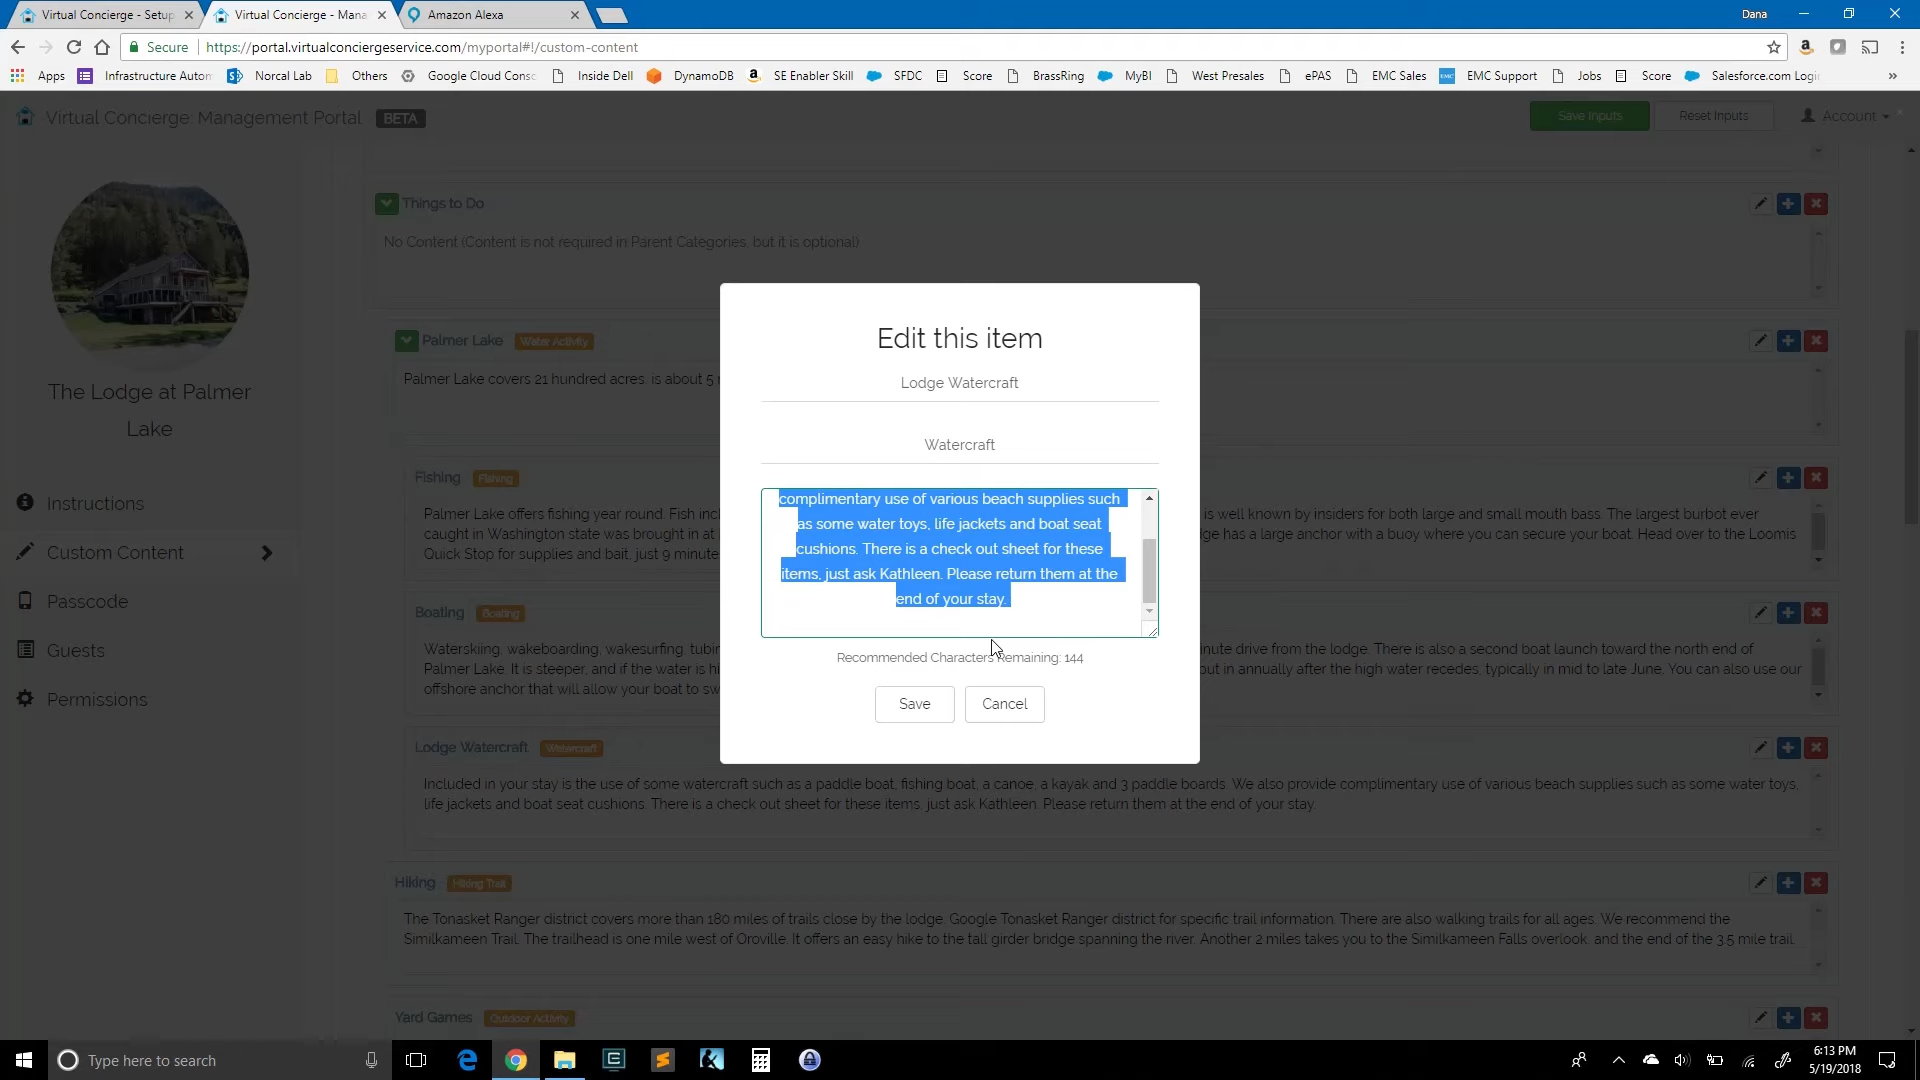 Virtual Concierge - Setup
Virtual Concierge - Mana
Amazon Alexa
Dana
Secure
https://portal.virtualconciergeservice.com/myportal#!/custom-content
Apps
Infrastructure Autom
Norcal Lab
Others
Google Cloud Conso
Inside Dell
DynamoDB
SE Enabler Skill
SFDC
Score
BrassRing
MyBI
West Presales
ePAS
EMC Sales
EMC Support
Jobs
Score
Salesforce.com Login
Virtual Concierge: Management Portal BETA
Save Inputs
Reset Inputs
Account
The Lodge at Palmer
Lake
Instructions
Custom Content
Passcode
Guests
Permissions
Things to Do
No Content (Content is not required in Parent Categories, but it is optional)
Palmer Lake Water Activity
Palmer Lake covers 21 hundred acres, is about 5
Fishing Fishing
Palmer Lake offers fishing year round. Fish inc
is well known by insiders for both large and small mouth bass. The largest burbot ever
caught in Washington state was brought in at
ge has a large anchor with a buoy where you can secure your boat. Head over to the Loomis
Quick Stop for supplies and bait, just 9 minute
Boating Boating
Waterskiing, wakeboarding, wakesurfing, tubin
nute drive from the lodge. There is also a second boat launch toward the north end of
Palmer Lake. It is steeper, and if the water is hi
out in annually after the high water recedes, typically in mid to late June. You can also use our
offshore anchor that will allow your boat to sw
Lodge Watercraft Watercraft
Included in your stay is the use of some watercraft such as a paddle boat, fishing boat, a canoe, a kayak and 3 paddle boards. We also provide complimentary use of various beach supplies such as some water toys,
life jackets and boat seat cushions. There is a check out sheet for these items, just ask Kathleen. Please return them at the end of your stay.
Hiking Hiking Trail
The Tonasket Ranger district covers more than 180 miles of trails close by the lodge. Google Tonasket Ranger district for specific trail information. There are also walking trails for all ages. We recommend the
Similkameen Trail. The trailhead is one mile west of Oroville. It offers an easy hike to the tall girder bridge spanning the river. Another 2 miles takes you to the Similkameen Falls overlook, and the end of the 3.5 mile trail.
Yard Games Outdoor Activity
Edit this item
Lodge Watercraft
Watercraft
complimentary use of various beach supplies such
as some water toys, life jackets and boat seat
cushions. There is a check out sheet for these
items, just ask Kathleen. Please return them at the
end of your stay.
Recommended Characters Remaining: 144
Save
Cancel
Type here to search
6:13 PM
5/19/2018